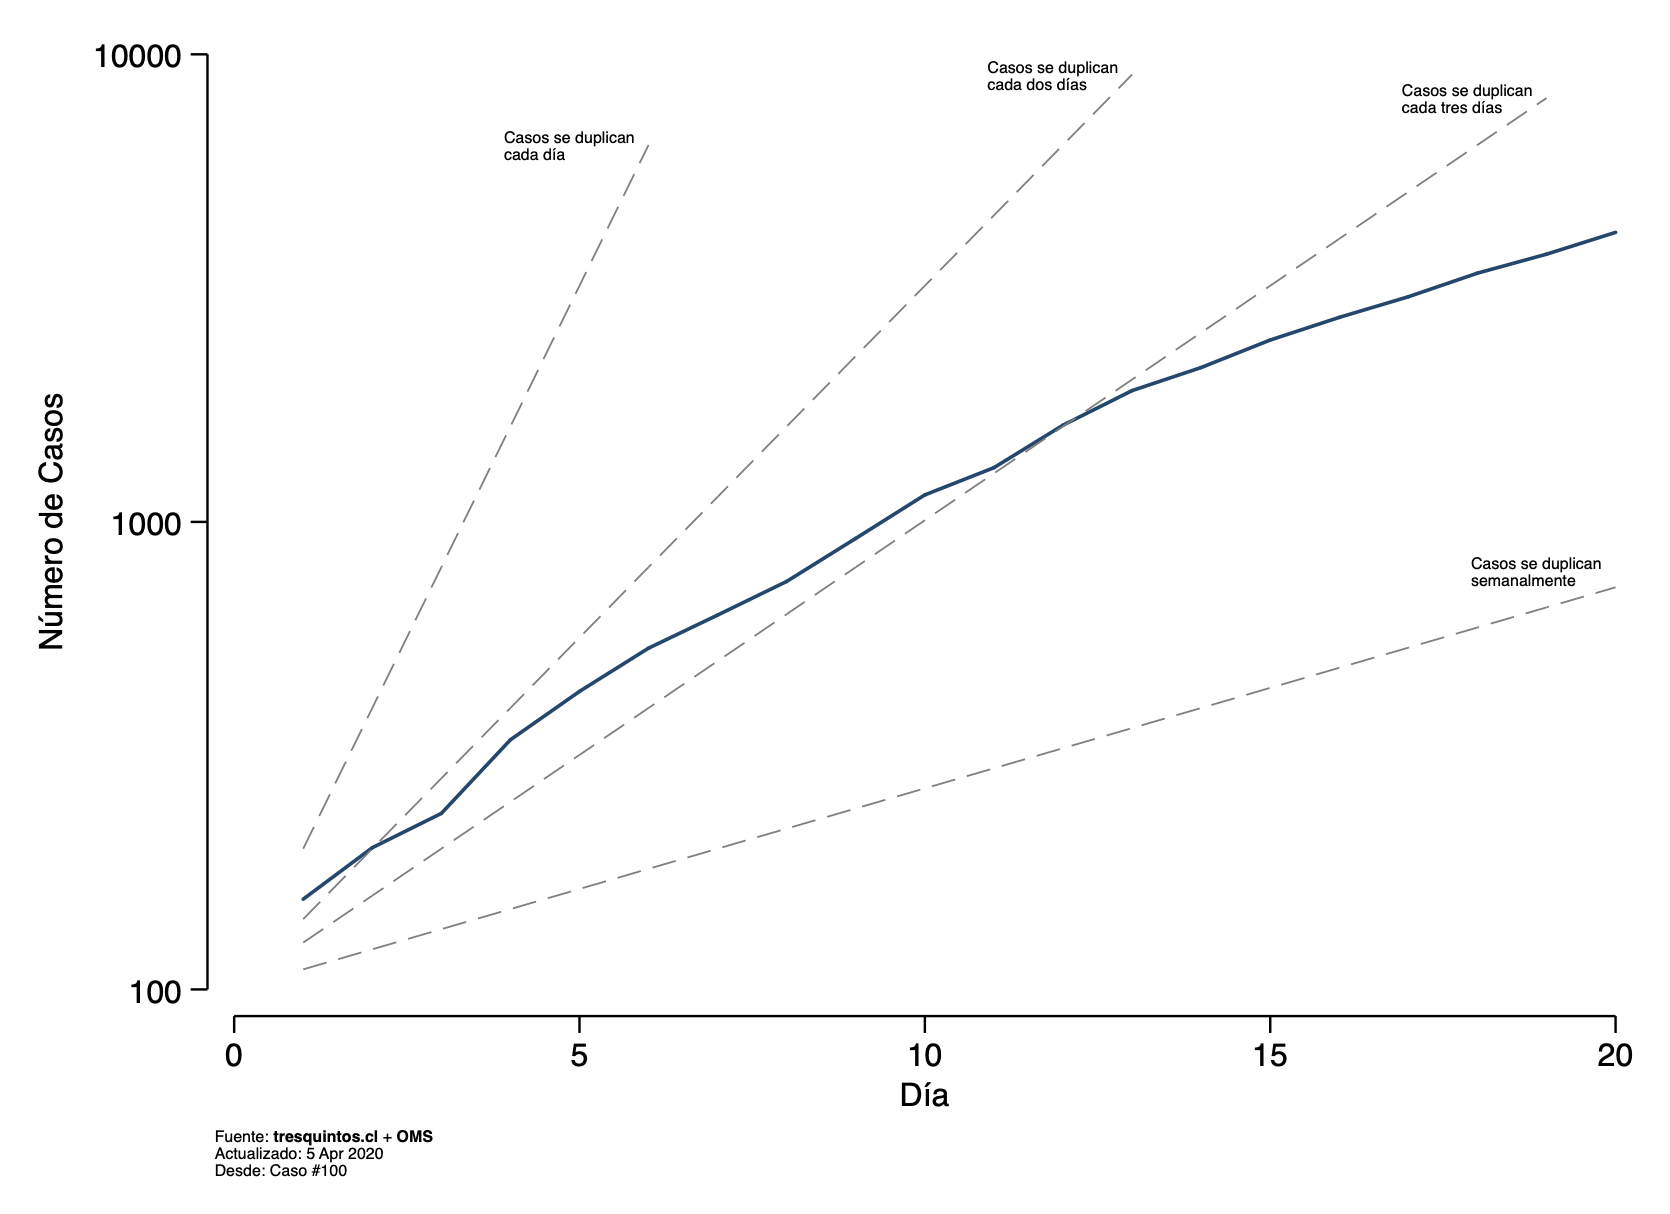 10000
1000
100
Número de Casos
Casos se duplican
cada día
Casos se duplican
cada dos días
Casos se duplican
cada tres días
Casos se duplican
semanalmente
0 5 10 15 20
Día
Fuente: tresquintos.cl + OMS
Actualizado: 5 Apr 2020
Desde: Caso #100